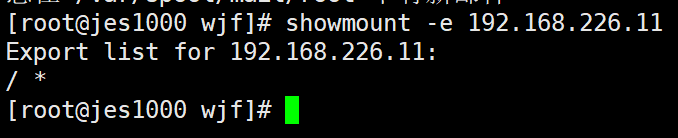 [root@jes1000 wjf]# showmount -e 192.168.226.11
Export list for 192.168.226.11:
/ *
[root@jes1000 wjf]#